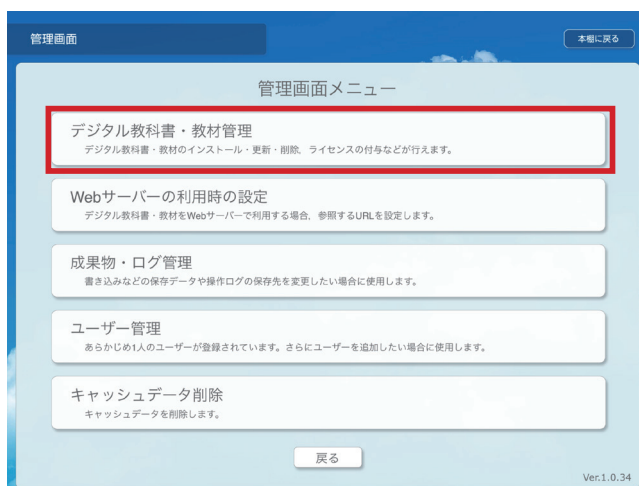 管理画面
本棚に戻る
管理画面メニュー
デジタル教科書・教材管理
デジタル教科書・教材のインストール・更新・削除、ライセンスの付与などが行えます。
Webサーバーの利用時の設定
デジタル教科書・教材をWebサーバーで利用する場合、参照するURLを設定します。
成果物・ログ管理
書き込みなどの保存データや操作ログの保存先を変更したい場合に使用します。
ユーザー管理
あらかじめ1人のユーザーが登録されています。さらにユーザーを追加したい場合に使用します。
キャッシュデータ削除
キャッシュデータを削除します。
戻る
Ver.1.0.34